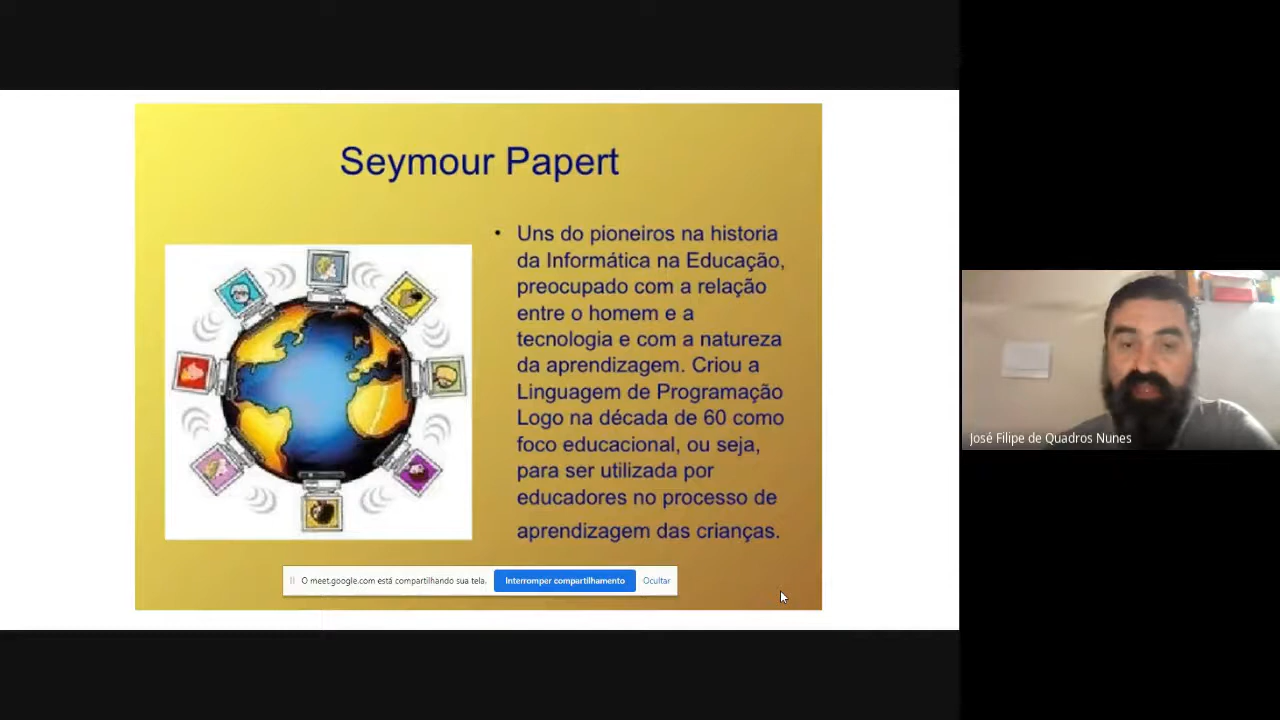 Seymour Papert
• Uns do pioneiros na historia
da Informática na Educação,
preocupado com a relação
entre o homem e a
tecnologia e com a natureza
da aprendizagem. Criou a
Linguagem de Programação
Logo na década de 60 como
foco educacional, ou seja,
para ser utilizada por
educadores no processo de
aprendizagem das crianças.
O meet.google.com está compartilhando sua tela. Interromper compartilhamento Ocultar
José Filipe de Quadros Nunes